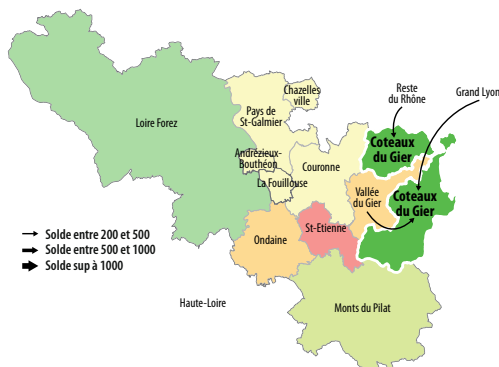 Reste
du Rhône
Grand Lyon
Chazelles
ville
Pays de
St-Galmier
Loire Forez
Coteaux
du Gier
Andrézieux-
Bouthéon
Couronne
La Fouillouse
Vallée
du Gier
Coteaux
du Gier
St-Etienne
Ondaine
Solde entre 200 et 500
Solde entre 500 et 1000
Solde sup à 1000
Haute-Loire
Monts du Pilat